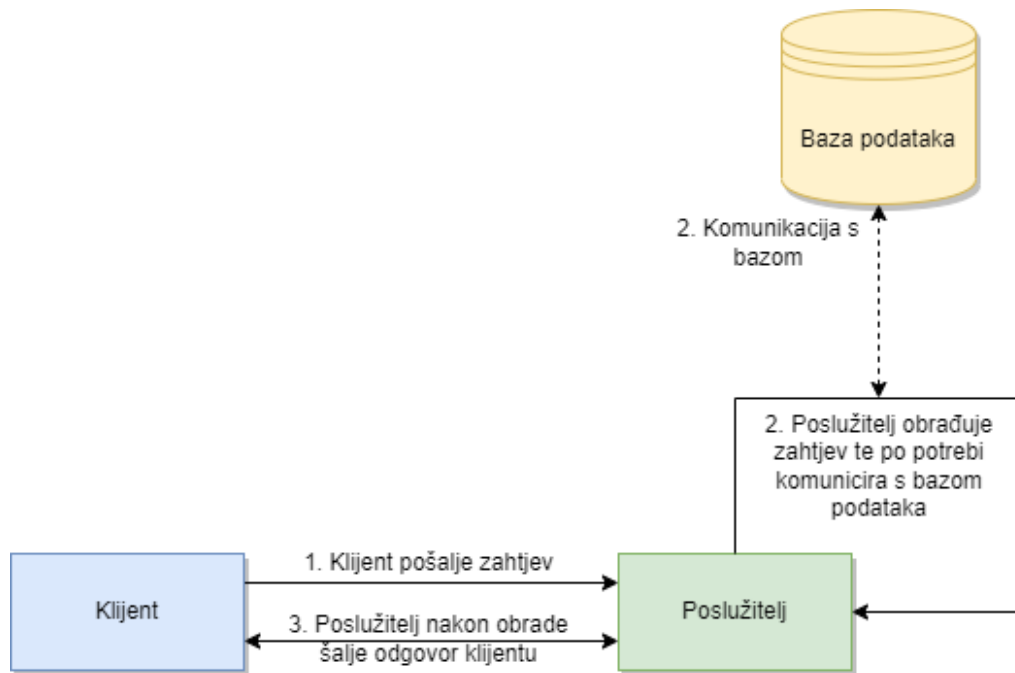 Baza podataka
2. Komunikacija s
bazom
2. Poslužitelj obrađuje
zahtjev te po potrebi
komunicira s bazom
podataka
1. Klijent pošalje zahtjev
Klijent
Poslužitelj
3. Poslužitelj nakon obrade
šalje odgovor klijentu